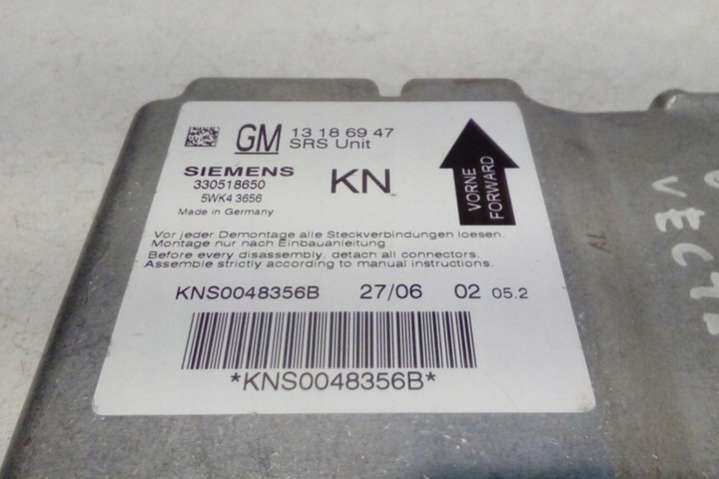 GM 13 18 69 47
SRS Unit
SIEMENS
330518650
5WK4 3656
Made in Germany
KN
VORNE
FORWARD
Vor jeder Demontage alle Steckverbindungen loesen.
Montage nur nach Einbauanleitung
Before every disassembly, detach all connectors.
Assemble strictly according to manual instructions.
KNS0048356B 27/06 02 05.2
*KNS0048356B*